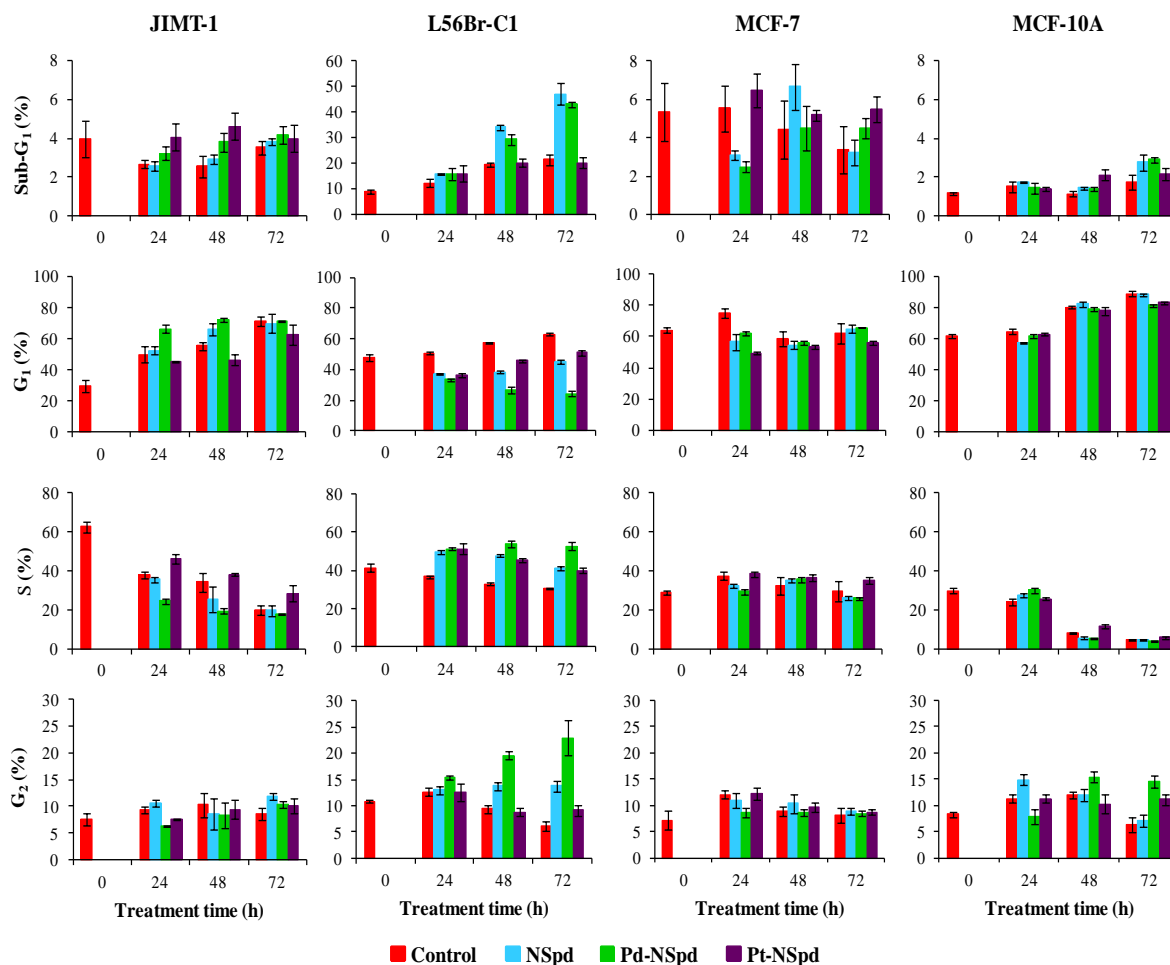 JIMT-1 L56Br-C1 MCF-7 MCF-10A
Sub-G1 (%)
8 60 8 8
50
6 6 6
40
4 30 4 4
20
2 2 2
10
0 0 0 0
0 24 48 72 0 24 48 72 0 24 48 72 0 24 48 72
G1 (%)
100 100 100 100
80 80 80 80
60 60 60 60
40 40 40 40
20 20 20 20
0 0 0 0
0 24 48 72 0 24 48 72 0 24 48 72 0 24 48 72
S (%)
80 80 80 80
60 60 60 60
40 40 40 40
20 20 20 20
0 0 0 0
0 24 48 72 0 24 48 72 0 24 48 72 0 24 48 72
G2 (%)
30 30 30 30
25 25 25 25
20 20 20 20
15 15 15 15
10 10 10 10
5 5 5 5
0 0 0 0
0 24 48 72 0 24 48 72 0 24 48 72 0 24 48 72
Treatment time (h) Treatment time (h) Treatment time (h) Treatment time (h)
Control NSpd Pd-NSpd Pt-NSpd